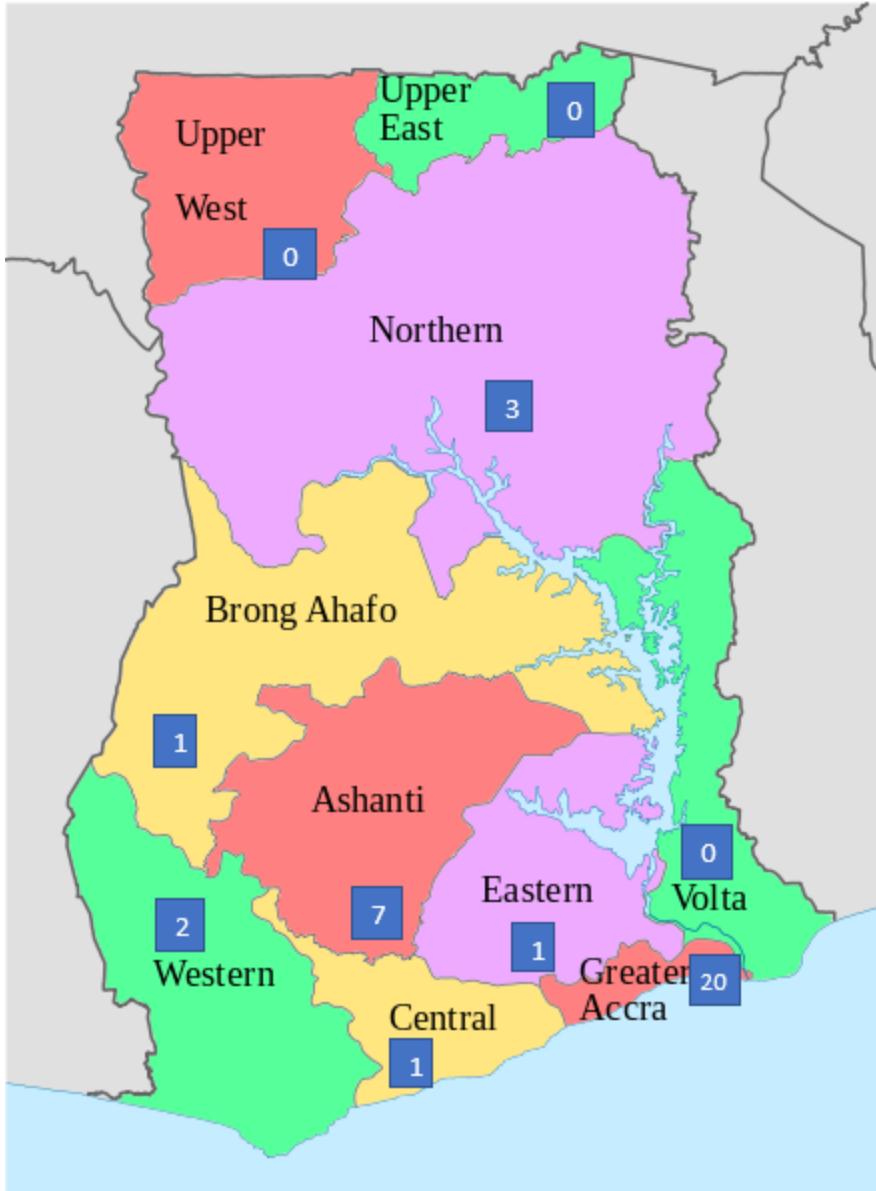 Upper
East
0
Upper
West
0
Northern
3
Brong Ahafo
1
Ashanti
7
Eastern
1
0
Volta
2
Western
Greater
Accra
20
Central
1